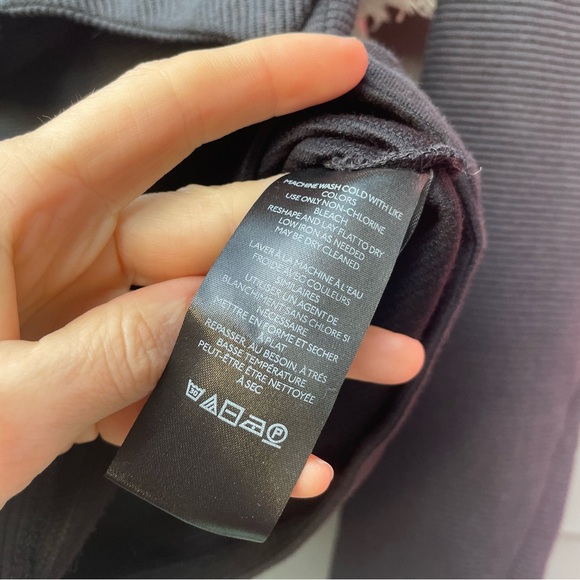 MACHINE WASH COLD WITH LIKE
COLORS
USE ONLY NON-CHLORINE
BLEACH
RESHAPE AND LAY FLAT TO DRY
LOW IRON AS NEEDED
MAY BE DRY CLEANED
LAVER À LA MACHINE À L'EAU
FROIDE AVEC COULEURS
SIMILAIRES
UTILISER UN AGENT DE
BLANCHIMENT SANS CHLORE SI
NÉCESSAIRE
METTRE EN FORME ET SÉCHER
À PLAT
REPASSER, AU BESOIN, À TRÈS
BASSE TEMPÉRATURE
PEUT-ÊTRE ÊTRE NETTOYÉE
À SEC
30
P